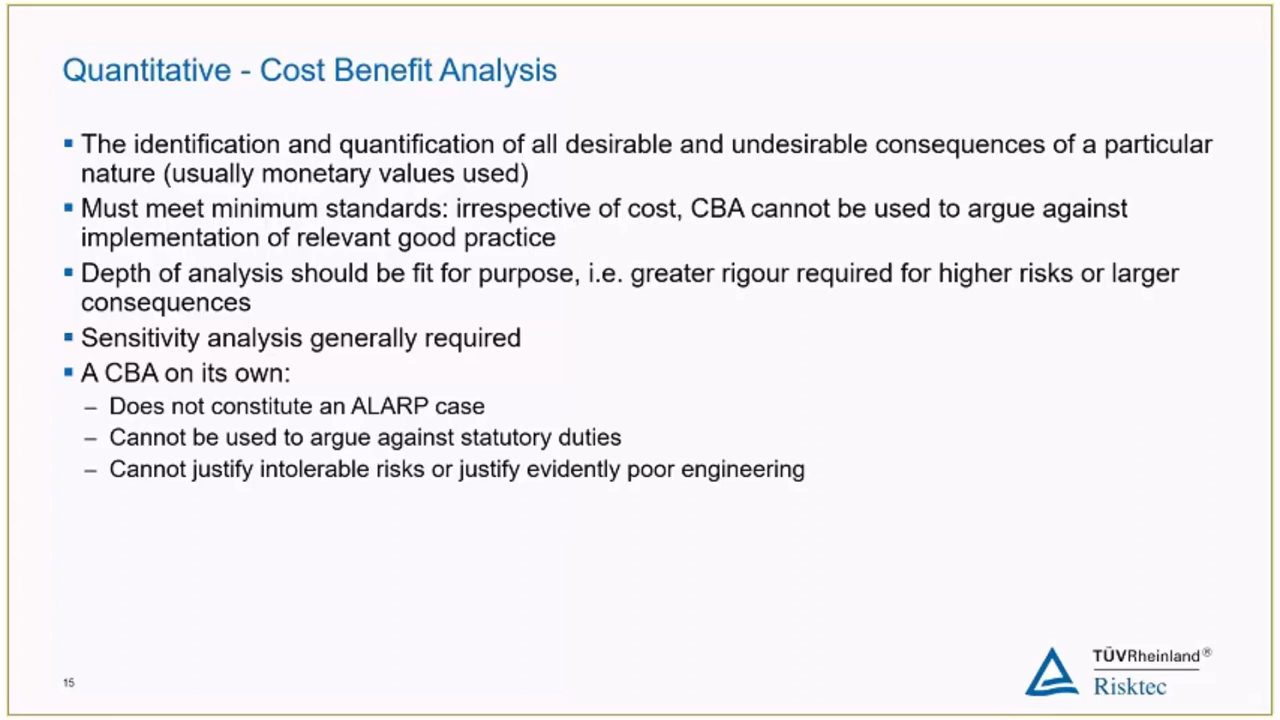 Quantitative - Cost Benefit Analysis
▪ The identification and quantification of all desirable and undesirable consequences of a particular
nature (usually monetary values used)
▪ Must meet minimum standards: irrespective of cost, CBA cannot be used to argue against
implementation of relevant good practice
▪ Depth of analysis should be fit for purpose, i.e. greater rigour required for higher risks or larger
consequences
▪ Sensitivity analysis generally required
▪ A CBA on its own:
– Does not constitute an ALARP case
– Cannot be used to argue against statutory duties
– Cannot justify intolerable risks or justify evidently poor engineering
15
TÜVRheinland®
Risktec